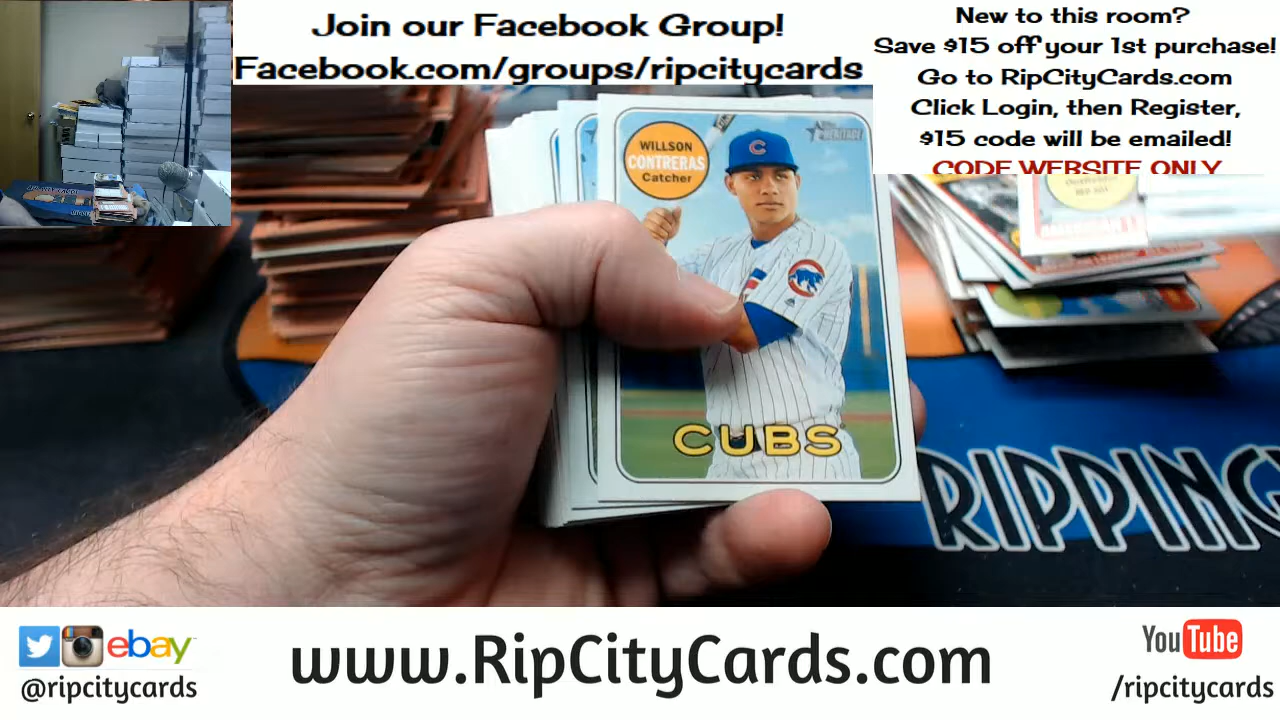 Join our Facebook Group!
Facebook.com/groups/ripcitycards
New to this room?
Save $15 off your 1st purchase!
Go to RipCityCards.com
Click Login, then Register,
$15 code will be emailed!
CODE WEBSITE ONLY
WILLSON
CONTRERAS
Catcher
HERITAGE
C
CUBS
RIPPING
ebay
@ripcitycards
www.RipCityCards.com
YouTube
/ripcitycards